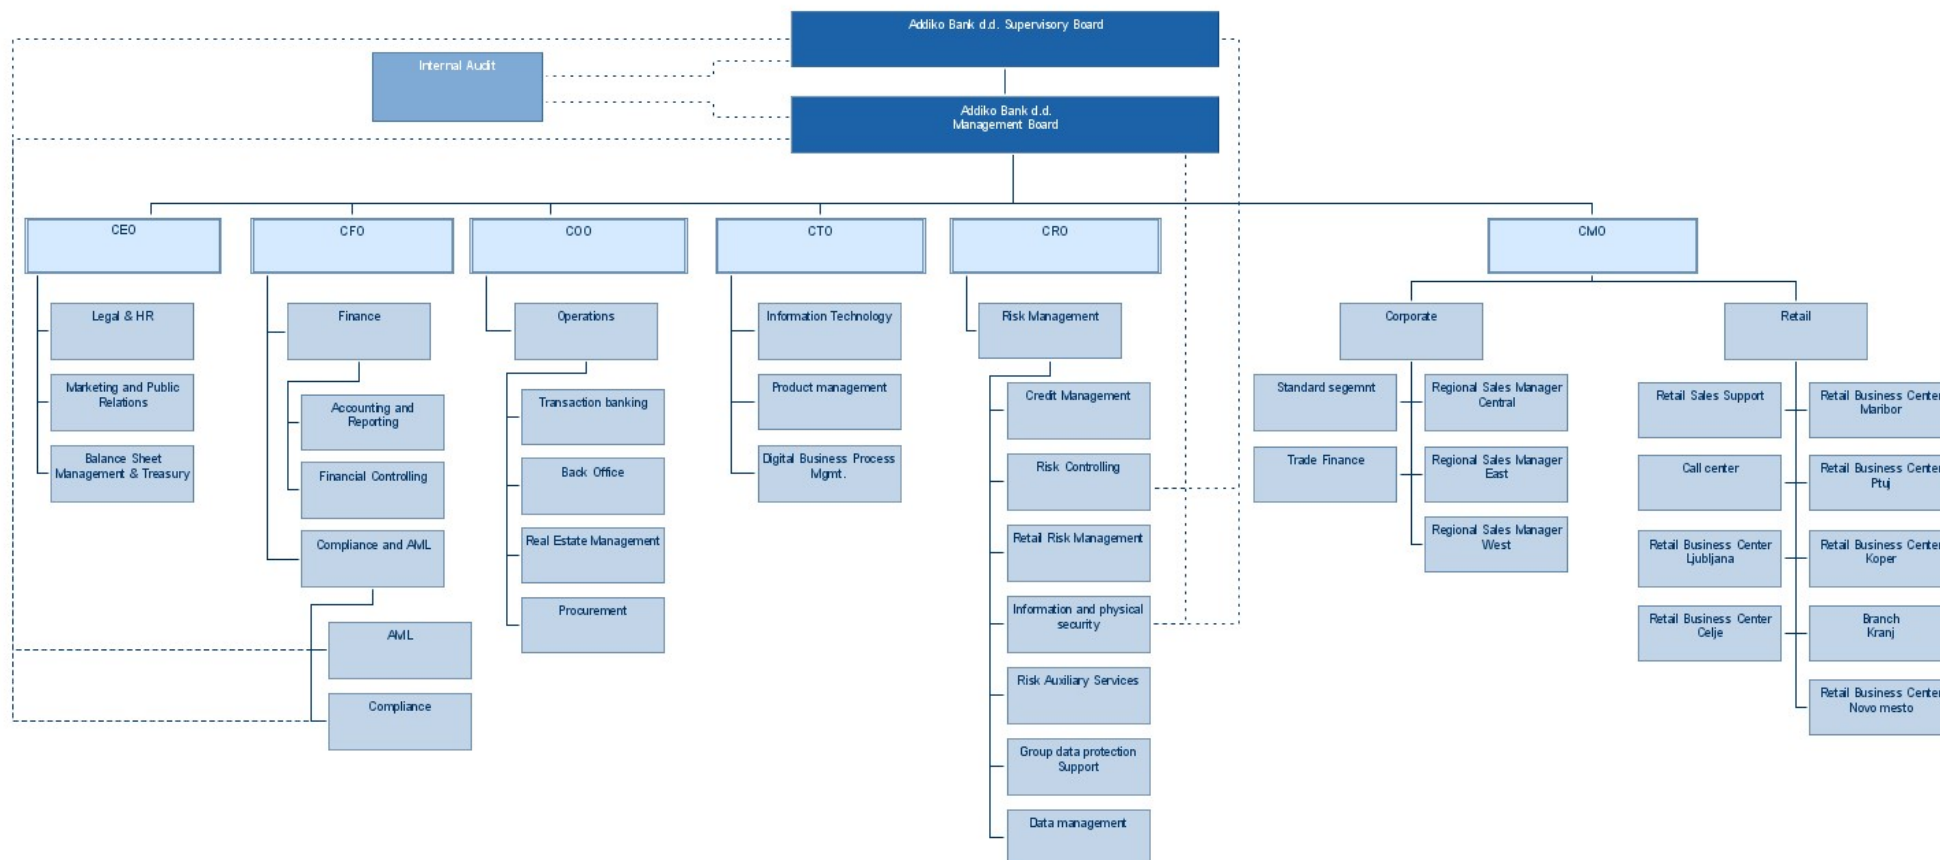 Addiko Bank d.d. Supervisory Board
Internal Audit
Addiko Bank d.d.
Management Board
CEO
CFO
COO
CTO
CRO
CMO
Legal & HR
Marketing and Public
Relations
Balance Sheet
Management & Treasury
Finance
Accounting and
Reporting
Financial Controlling
Compliance and AML
AML
Compliance
Operations
Transaction banking
Back Office
Real Estate Management
Procurement
Information Technology
Product management
Digital Business Process
Mgmt.
Risk Management
Credit Management
Risk Controlling
Retail Risk Management
Information and physical
security
Risk Auxiliary Services
Group data protection
Support
Data management
Corporate
Standard segemnt
Trade Finance
Regional Sales Manager
Central
Regional Sales Manager
East
Regional Sales Manager
West
Retail
Retail Sales Support
Call center
Retail Business Center
Ljubljana
Retail Business Center
Celje
Retail Business Center
Maribor
Retail Business Center
Ptuj
Retail Business Center
Koper
Branch
Kranj
Retail Business Center
Novo mesto